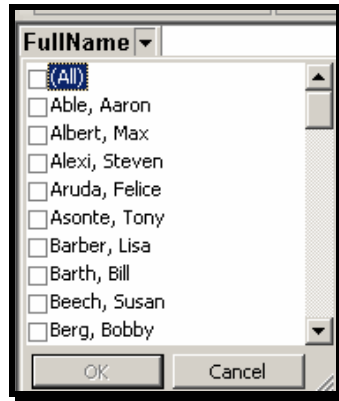 FullName
(All)
Able, Aaron
Albert, Max
Alexi, Steven
Aruda, Felice
Asonte, Tony
Barber, Lisa
Barth, Bill
Beech, Susan
Berg, Bobby
OK Cancel